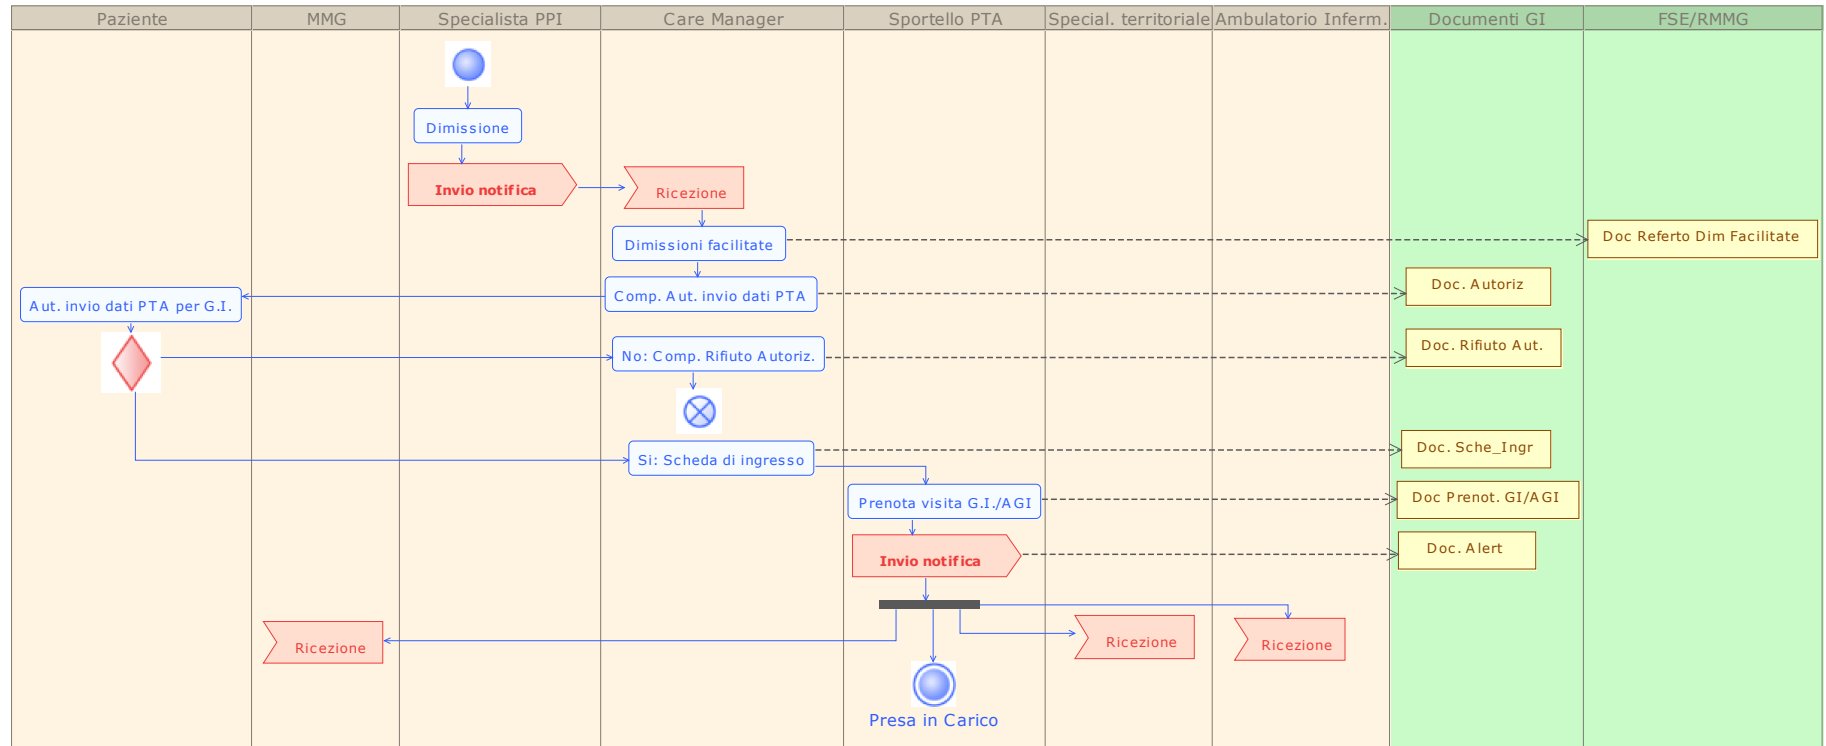 Paziente
MMG
Specialista PPI
Care Manager
Sportello PTA
Special. territoriale
Ambulatorio Inferm.
Documenti GI
FSE/RMMG
Dimissione
Invio notifica
Ricezione
Dimissioni facilitate
Doc Referto Dim Facilitate
Comp. Aut. invio dati PTA
Doc. Autoriz
Aut. invio dati PTA per G.I.
No: Comp. Rifiuto Autoriz.
Doc. Rifiuto Aut.
Si: Scheda di ingresso
Doc. Sche_Ingr
Prenota visita G.I./AGI
Doc Prenot. GI/AGI
Invio notifica
Doc. Alert
Ricezione
Ricezione
Ricezione
Presa in Carico